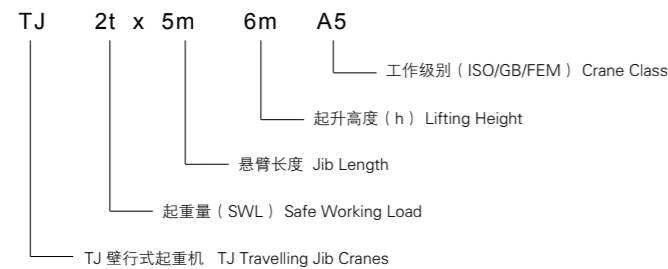 TJ 2t x 5m 6m A5
工作级别（ISO/GB/FEM） Crane Class
起升高度（h）Lifting Height
悬臂长度 Jib Length
起重量（SWL）Safe Working Load
TJ 壁行式起重机 TJ Travelling Jib Cranes